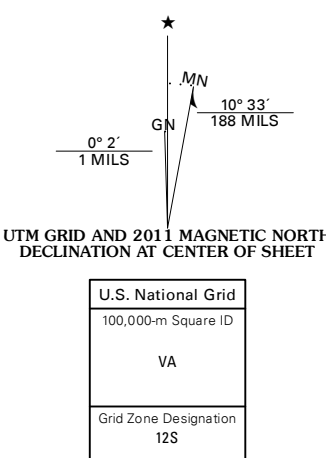 MN
10° 33´
188 MILS
GN
0° 2´
1 MILS
UTM GRID AND 2011 MAGNETIC NORTH
DECLINATION AT CENTER OF SHEET
U.S. National Grid
100,000-m Square ID
VA
Grid Zone Designation
12S